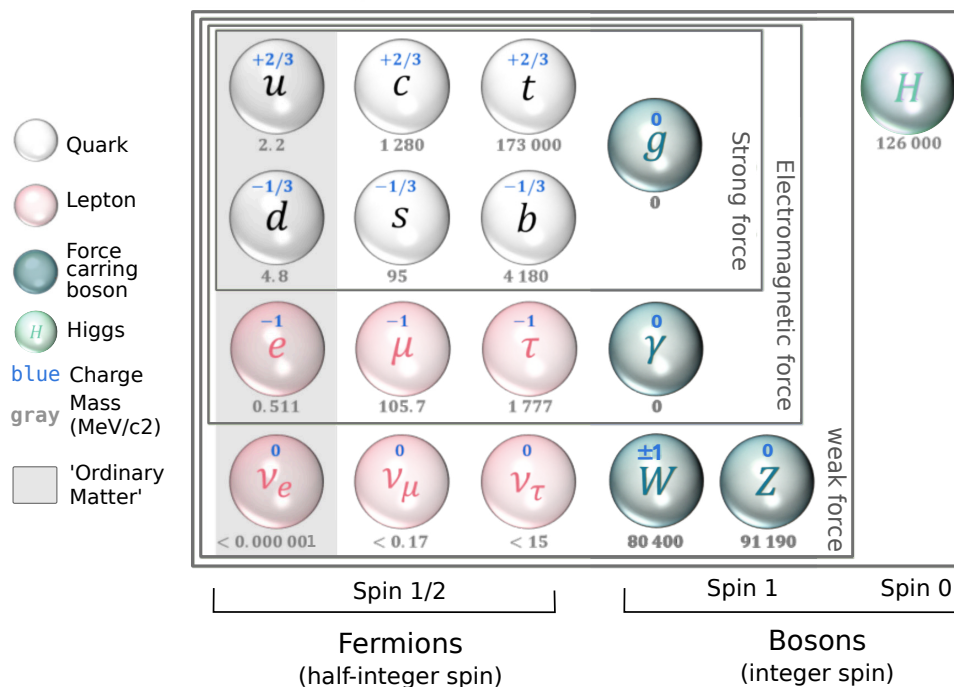 +2/3
u
2.2
+2/3
c
1 280
+2/3
t
173 000
0
g
0
H
126 000
−1/3
d
4.8
−1/3
s
95
−1/3
b
4 180
Strong force
−1
e
0.511
−1
μ
105.7
−1
τ
1 777
0
γ
0
Electromagnetic force
0
νe
< 0.000 001
0
νμ
< 0.17
0
ντ
< 15
±1
W
80 400
0
Z
91 190
weak force
Quark
Lepton
Force
carring
boson
H
Higgs
blue Charge
gray Mass
(MeV/c2)
'Ordinary
Matter'
Spin 1/2
Spin 1
Spin 0
Fermions
(half-integer spin)
Bosons
(integer spin)